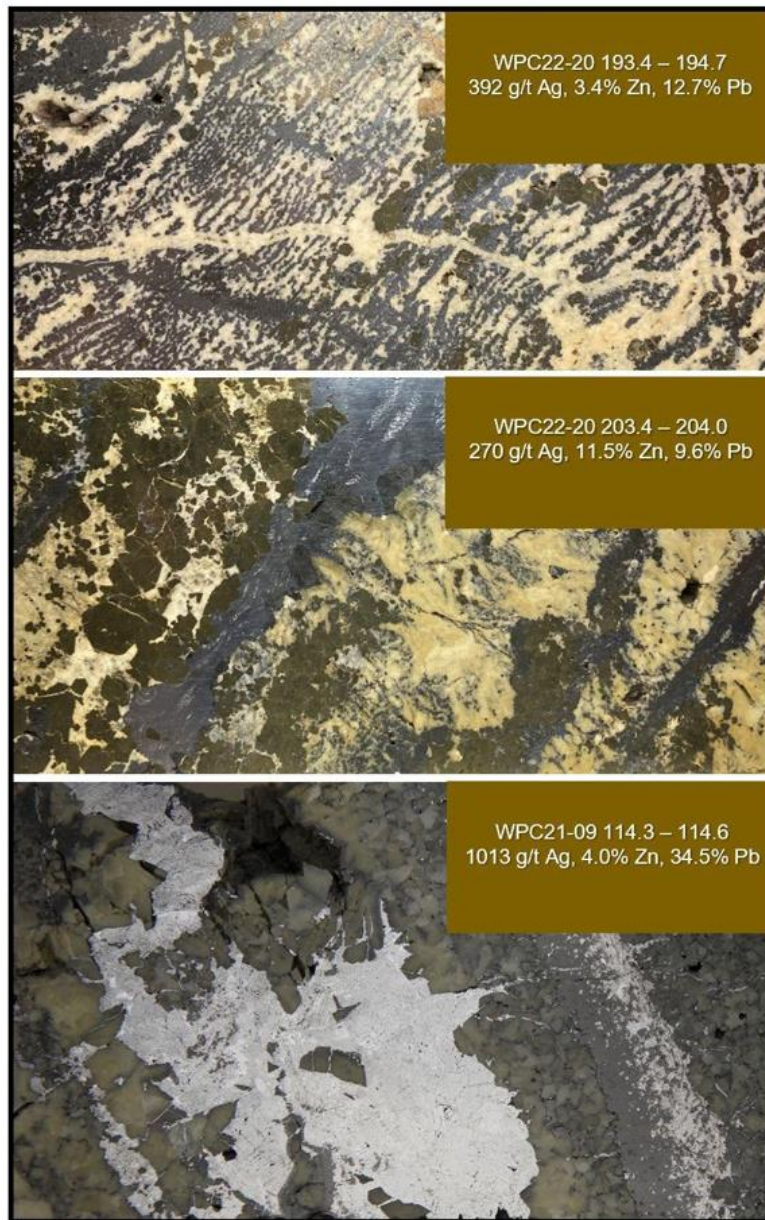 WPC22-20 193.4 – 194.7
392 g/t Ag, 3.4% Zn, 12.7% Pb
WPC22-20 203.4 – 204.0
270 g/t Ag, 11.5% Zn, 9.6% Pb
WPC21-09 114.3 – 114.6
1013 g/t Ag, 4.0% Zn, 34.5% Pb